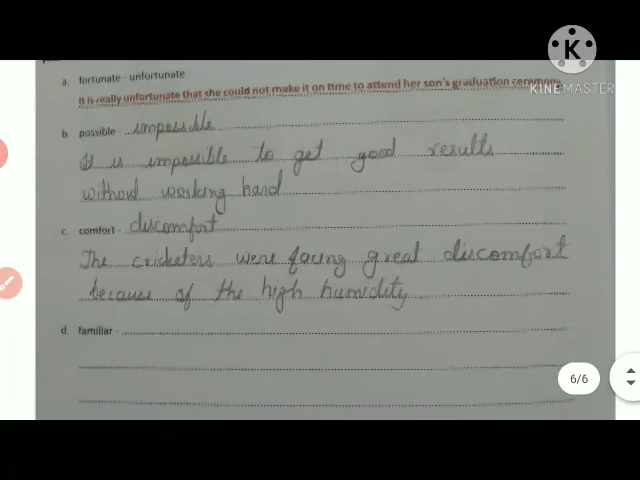 K
KINEMASTER
a. fortunate - unfortunate
It is really unfortunate that she could not make it on time to attend her son's graduation ceremony.
b. possible - impossible
It is impossible to get good results
without working hard
c. comfort - discomfort
The cricketers were facing great discomfort
because of the high humidity.
d. familiar -
6/6